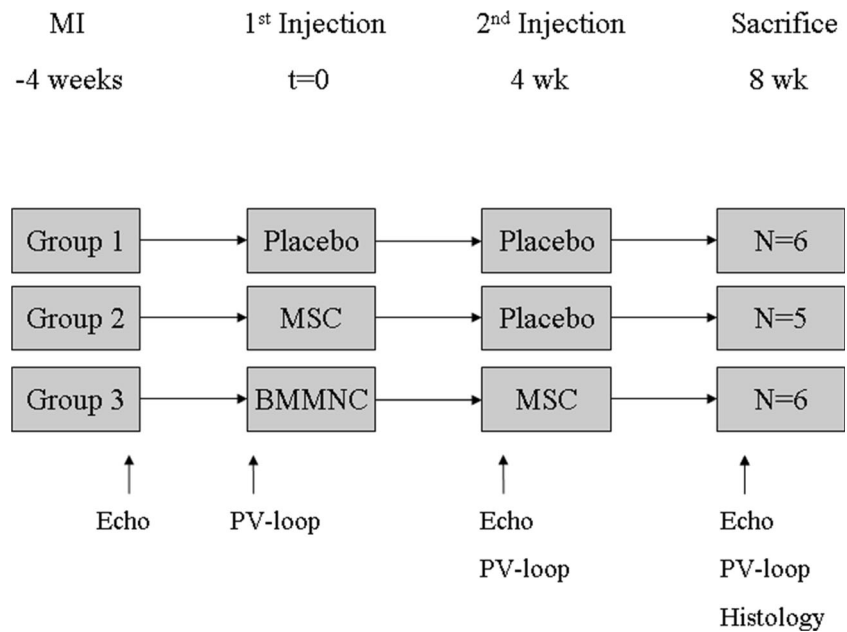 MI 1st Injection 2nd Injection Sacrifice
-4 weeks t=0 4 wk 8 wk
Group 1 Placebo Placebo N=6
Group 2 MSC Placebo N=5
Group 3 BMMNC MSC N=6
Echo PV-loop Echo Echo
PV-loop PV-loop
Histology